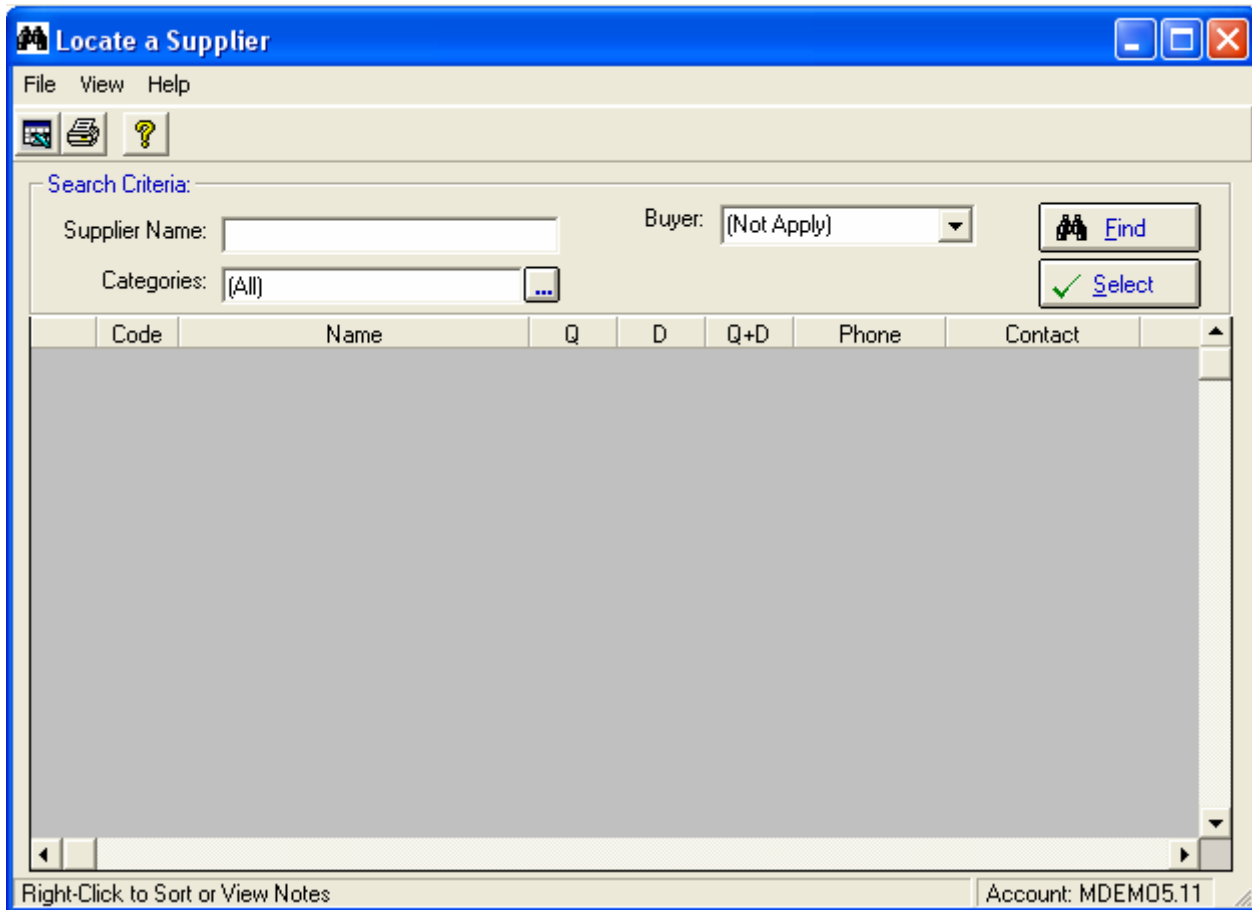 Locate a Supplier
File View Help
Search Criteria:
Supplier Name: Buyer: (Not Apply) Find
Categories: (All) ... Select
Code Name Q D Q+D Phone Contact
Right-Click to Sort or View Notes Account: MDEMO5.11